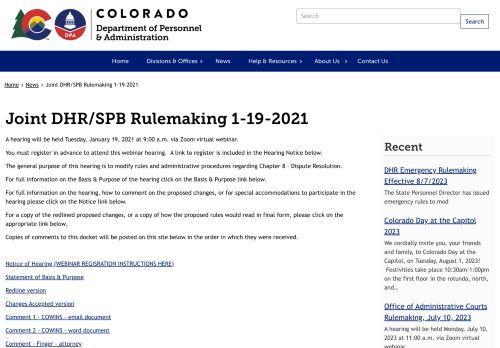 COLORADO
Department of Personnel
& Administration
DPA
Search
Search
Home
Divisions & Offices ›
News
Help & Resources ›
About Us ›
Contact Us
Home › News › Joint DHR/SPB Rulemaking 1-19-2021
Joint DHR/SPB Rulemaking 1-19-2021
A hearing will be held Tuesday, January 19, 2021 at 9:00 a.m. via Zoom virtual webinar.
You must register in advance to attend this webinar hearing. A link to register is included in the Hearing Notice below.
The general purpose of this hearing is to modify rules and administrative procedures regarding Chapter 8 - Dispute Resolution.
For full information on the Basis & Purpose of the hearing click on the Basis & Purpose link below.
For full information on the hearing, how to comment on the proposed changes, or for special accommodations to participate in the
hearing please click on the Notice link below.
For a copy of the redlined proposed changes, or a copy of how the proposed rules would read in final form, please click on the
appropriate link below.
Copies of comments to this docket will be posted on this site below in the order in which they were received.
Notice of Hearing (WEBINAR REGISRATION INSTRUCTIONS HERE)
Statement of Basis & Purpose
Redline version
Changes Accepted version
Comment 1 - COWINS - email document
Comment 2 - COWINS - word document
Comment - Finger - attorney
Recent
DHR Emergency Rulemaking
Effective 8/7/2023
The State Personnel Director has issued
emergency rules to mod
Colorado Day at the Capitol
2023
We cordially invite you, your friends
and family, to Colorado Day at the
Capitol, on Tuesday, August 1, 2023!
Festivities take place 10:30am-1:00pm
on the first floor in the rotunda, north,
and...
Office of Administrative Courts
Rulemaking, July 10, 2023
A hearing will be held Monday, July 10,
2023 at 11:00 a.m. via Zoom virtual
webinar.